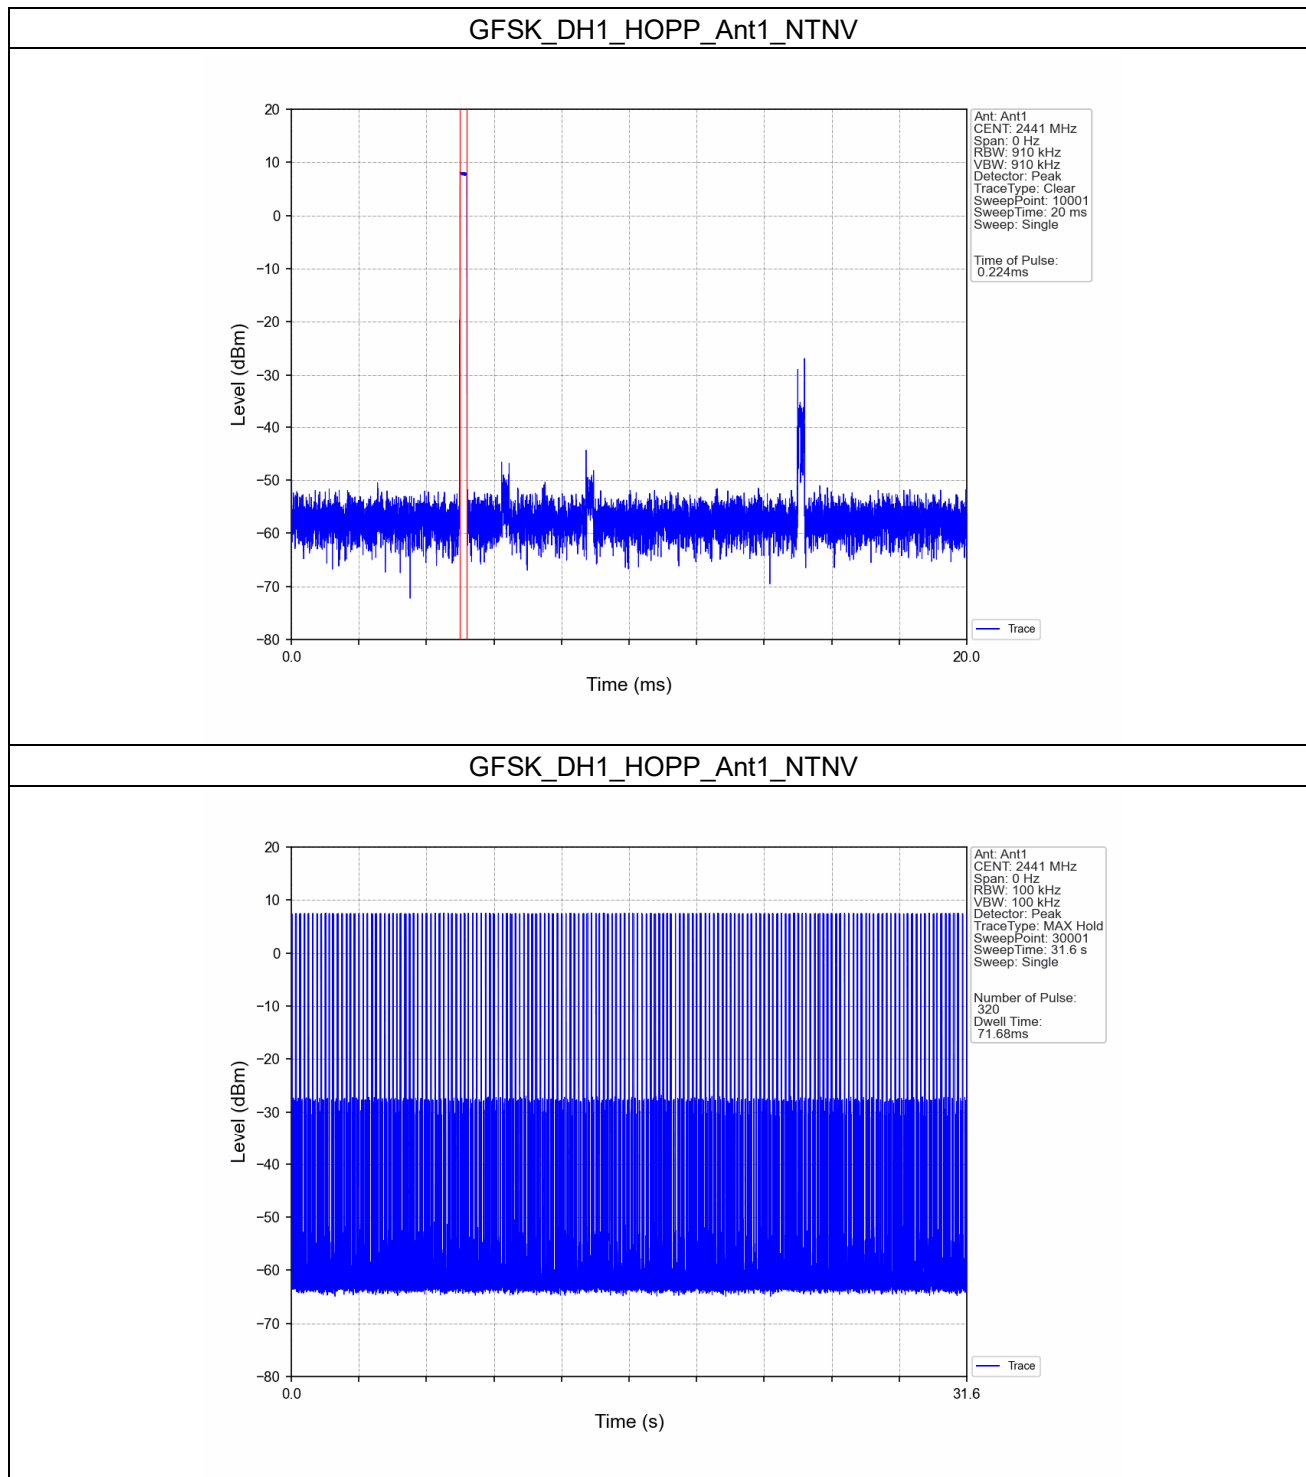 GFSK_DH1_HOPP_Ant1_NTNV
20
10
0
−10
−20
−30
−40
−50
−60
−70
−80
Level (dBm)
0.0
20.0
Time (ms)
Ant: Ant1
CENT: 2441 MHz
Span: 0 Hz
RBW: 910 kHz
VBW: 910 kHz
Detector: Peak
TraceType: Clear
SweepPoint: 10001
SweepTime: 20 ms
Sweep: Single
Time of Pulse:
0.224ms
Trace
GFSK_DH1_HOPP_Ant1_NTNV
20
10
0
−10
−20
−30
−40
−50
−60
−70
−80
Level (dBm)
0.0
31.6
Time (s)
Ant: Ant1
CENT: 2441 MHz
Span: 0 Hz
RBW: 100 kHz
VBW: 100 kHz
Detector: Peak
TraceType: MAX Hold
SweepPoint: 30001
SweepTime: 31.6 s
Sweep: Single
Number of Pulse:
320
Dwell Time:
71.68ms
Trace